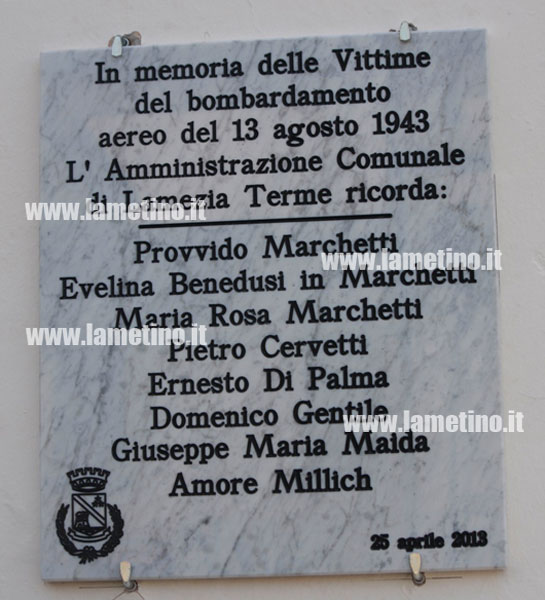 In memoria delle Vittime
del bombardamento
aereo del 13 agosto 1943
L' Amministrazione Comunale
di Lamezia Terme ricorda:
www.lametino.it
Provvido Marchetti
www.lametino.it
Evelina Benedusi in Marchetti
Maria Rosa Marchetti
www.lametino.it
Pietro Cervetti
Ernesto Di Palma
Domenico Gentile
www.lametino.it
Giuseppe Maria Maida
Amore Millich
25 aprile 2013